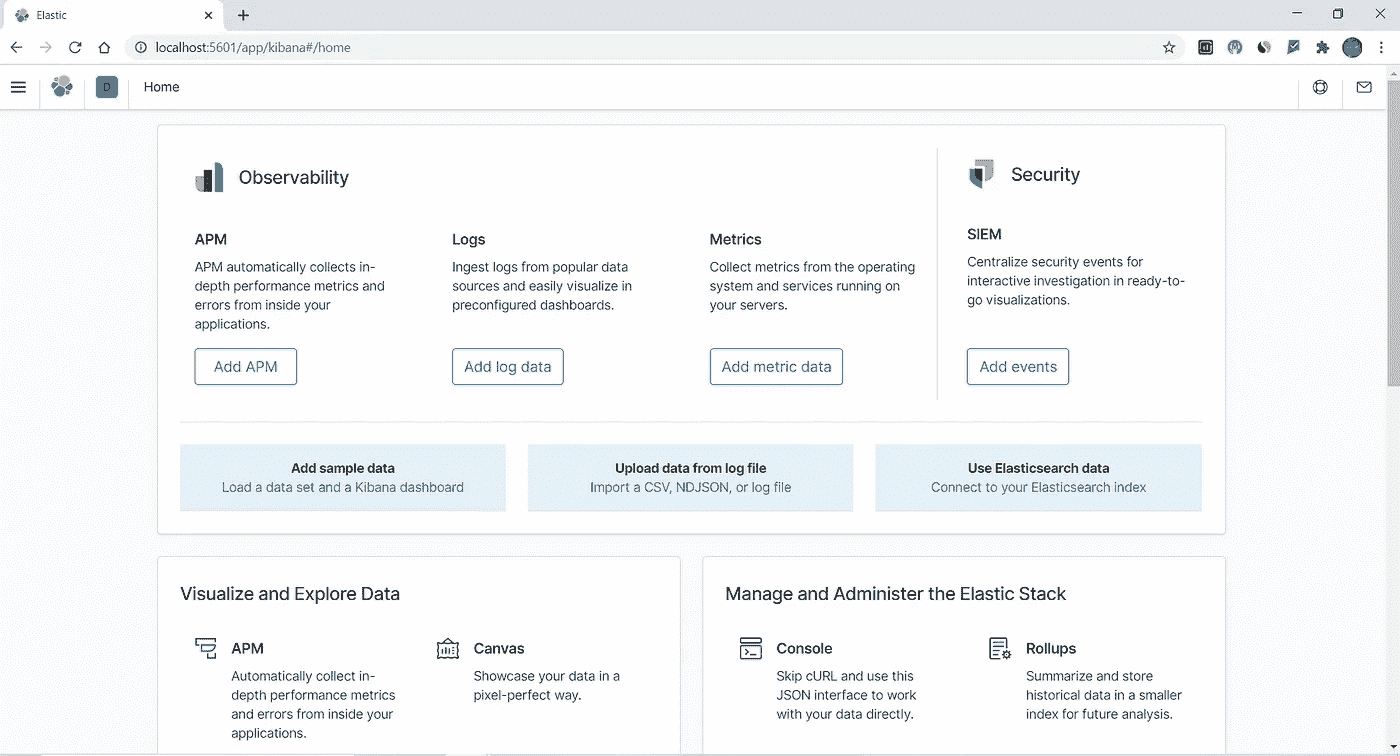 Elastic
localhost:5601/app/kibana#/home
D
Home
Observability
APM
APM automatically collects in-
depth performance metrics and
errors from inside your
applications.
Add APM
Logs
Ingest logs from popular data
sources and easily visualize in
preconfigured dashboards.
Add log data
Metrics
Collect metrics from the operating
system and services running on
your servers.
Add metric data
Security
SIEM
Centralize security events for
interactive investigation in ready-to-
go visualizations.
Add events
Add sample data
Load a data set and a Kibana dashboard
Upload data from log file
Import a CSV, NDJSON, or log file
Use Elasticsearch data
Connect to your Elasticsearch index
Visualize and Explore Data
APM
Automatically collect in-
depth performance metrics
and errors from inside your
applications.
Canvas
Showcase your data in a
pixel-perfect way.
Manage and Administer the Elastic Stack
Console
Skip cURL and use this
JSON interface to work
with your data directly.
Rollups
Summarize and store
historical data in a smaller
index for future analysis.